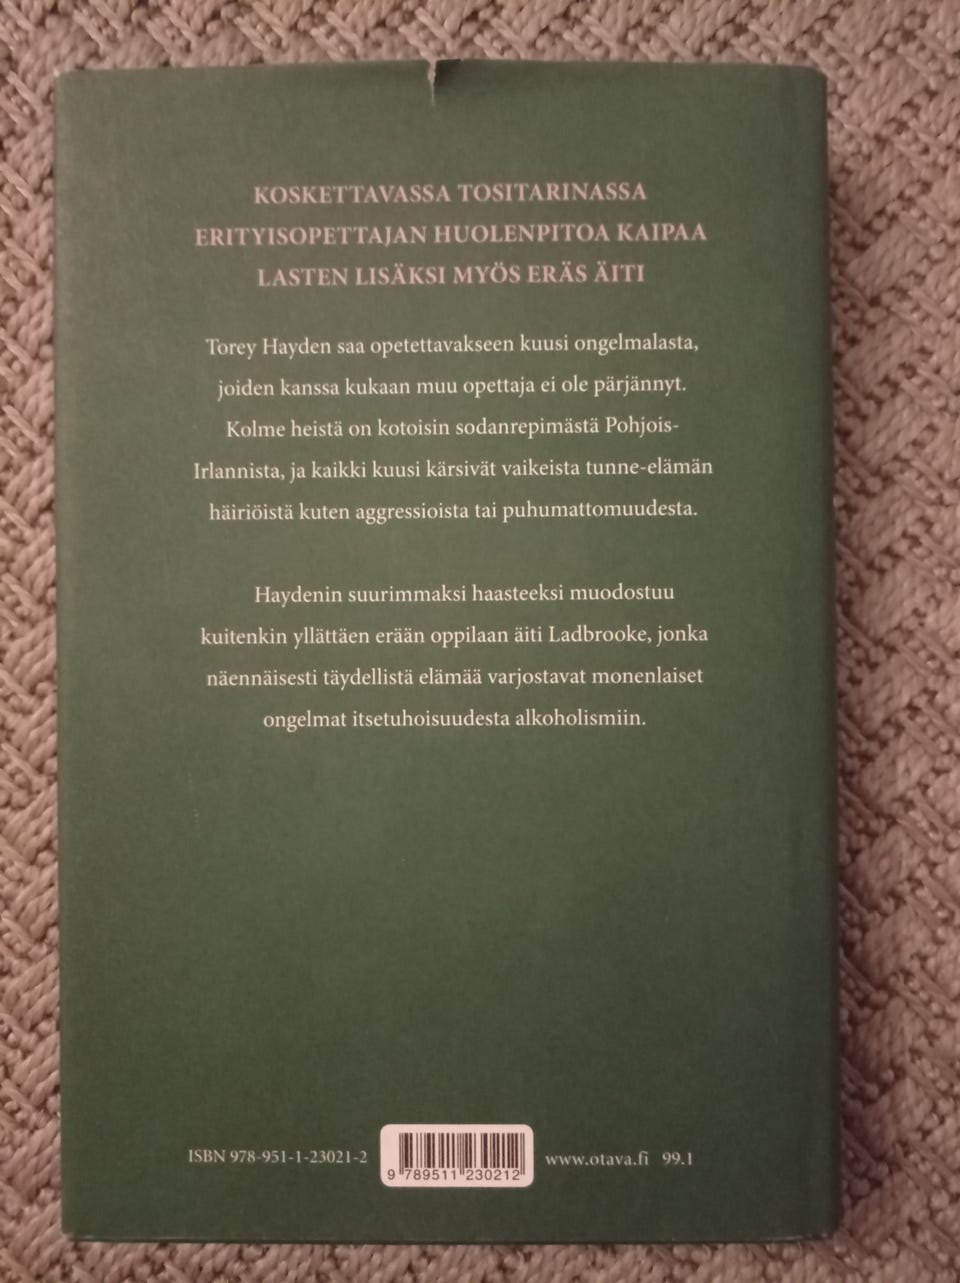 KOSKETTAVASSA TOSITARINASSA
ERITYISOPETTAJAN HUOLENPITOA KAIPAA
LASTEN LISÄKSI MYÖS ERÄS ÄITI
Torey Hayden saa opetettavakseen kuusi ongelmalasta,
joiden kanssa kukaan muu opettaja ei ole pärjännyt.
Kolme heistä on kotoisin sodanrepimästä Pohjois-
Irlannista, ja kaikki kuusi kärsivät vaikeista tunne-elämän
häiriöistä kuten aggressioista tai puhumattomuudesta.
Haydenin suurimmaksi haasteeksi muodostuu
kuitenkin yllättäen erään oppilaan äiti Ladbrooke, jonka
näennäisesti täydellistä elämää varjostavat monenlaiset
ongelmat itsetuhoisuudesta alkoholismiin.
ISBN 978-951-1-23021-2
9 789511 230212
www.otava.fi 99.1